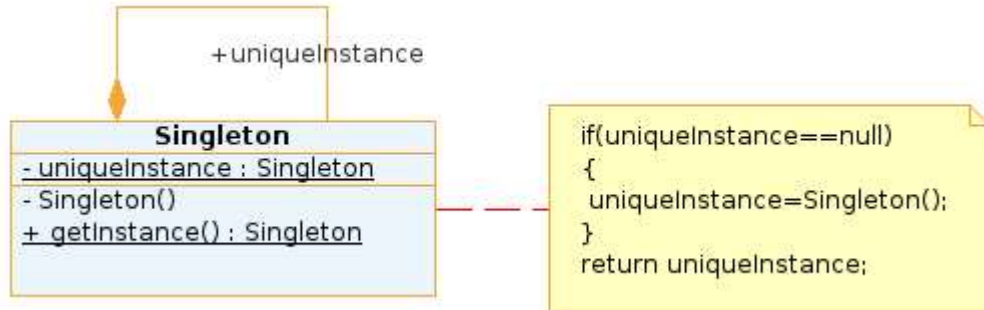 +uniqueInstance
Singleton
- uniqueInstance : Singleton
- Singleton()
+ getInstance() : Singleton
if(uniqueInstance==null)
{
uniqueInstance=Singleton();
}
return uniqueInstance;